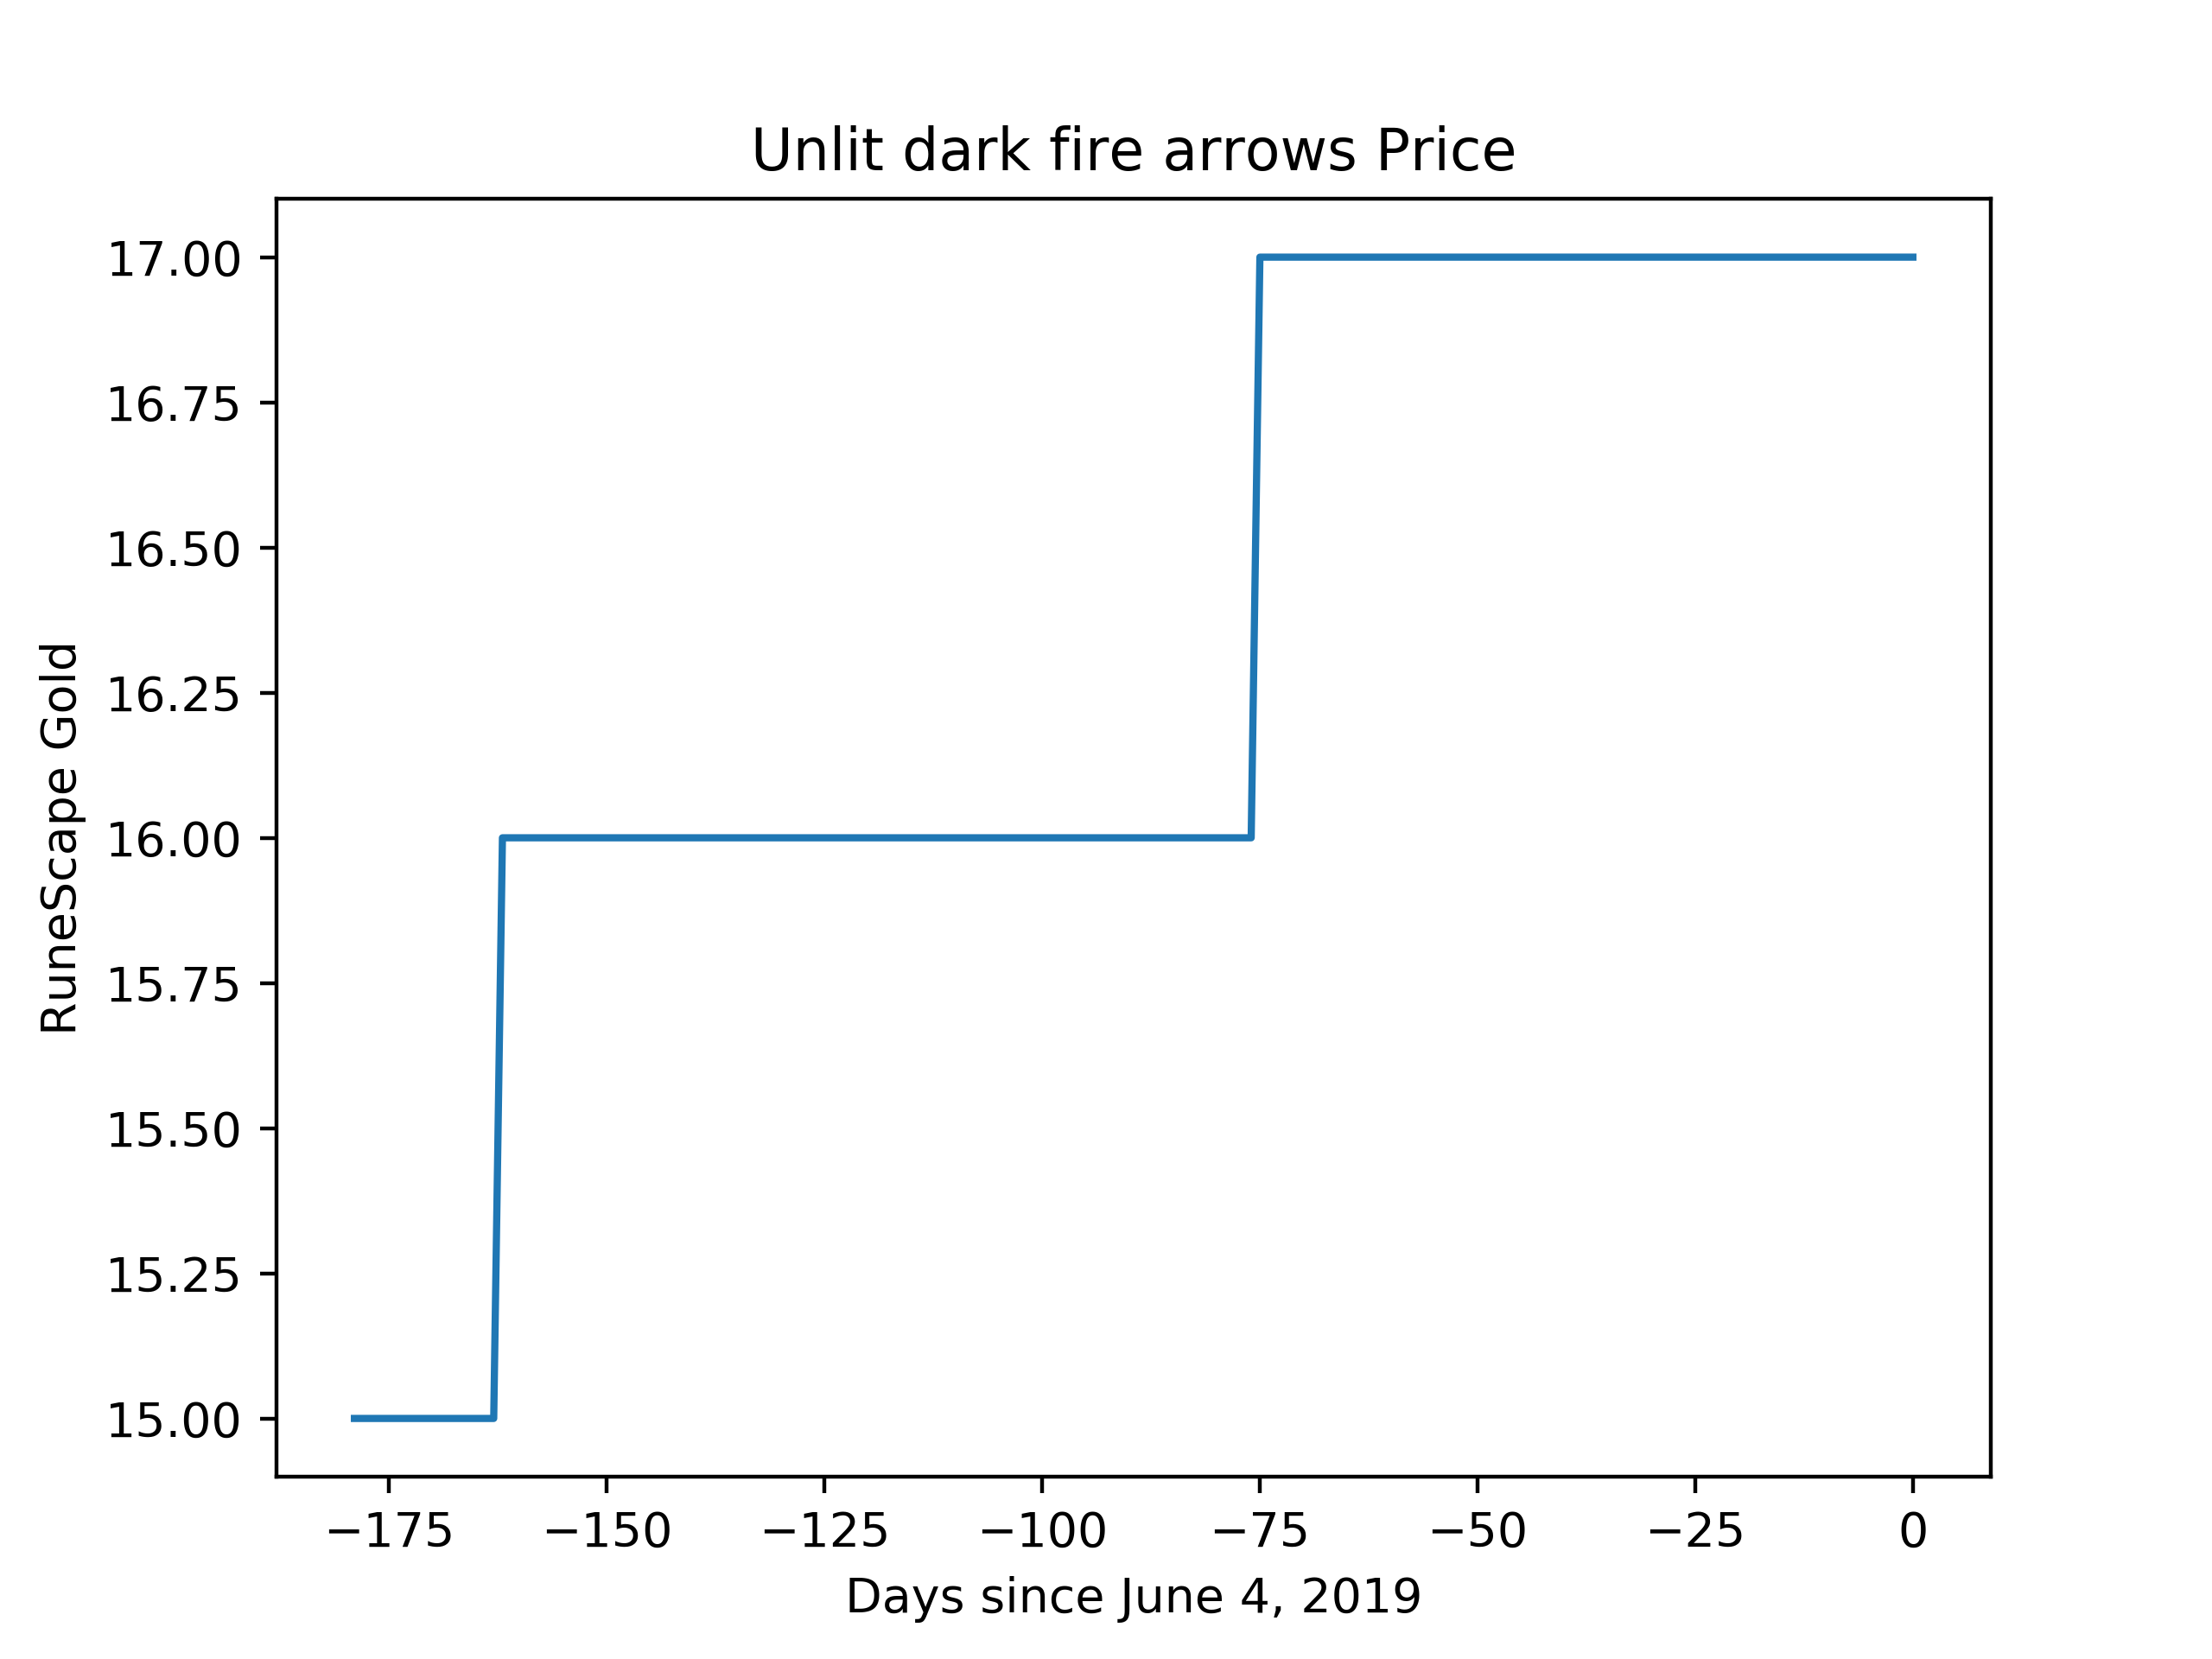 Unlit dark fire arrows Price
17.00
16.75
16.50
16.25
16.00
15.75
15.50
15.25
15.00
RuneScape Gold
−175 −150 −125 −100 −75 −50 −25 0
Days since June 4, 2019